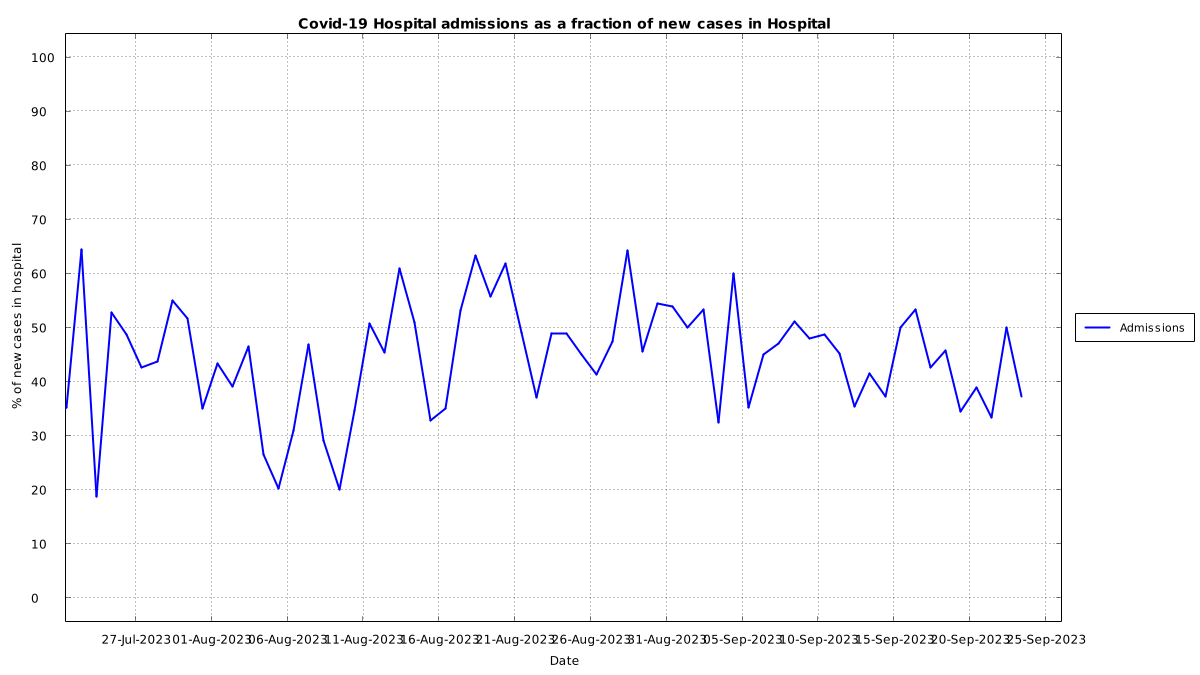 Covid-19 Hospital admissions as a fraction of new cases in Hospital
% of new cases in hospital
100
90
80
70
60
50
40
30
20
10
0
27-Jul-2023 01-Aug-2023 06-Aug-2023 11-Aug-2023 16-Aug-2023 21-Aug-2023 26-Aug-2023 31-Aug-2023 05-Sep-2023 10-Sep-2023 15-Sep-2023 20-Sep-2023 25-Sep-2023
Date
Admissions